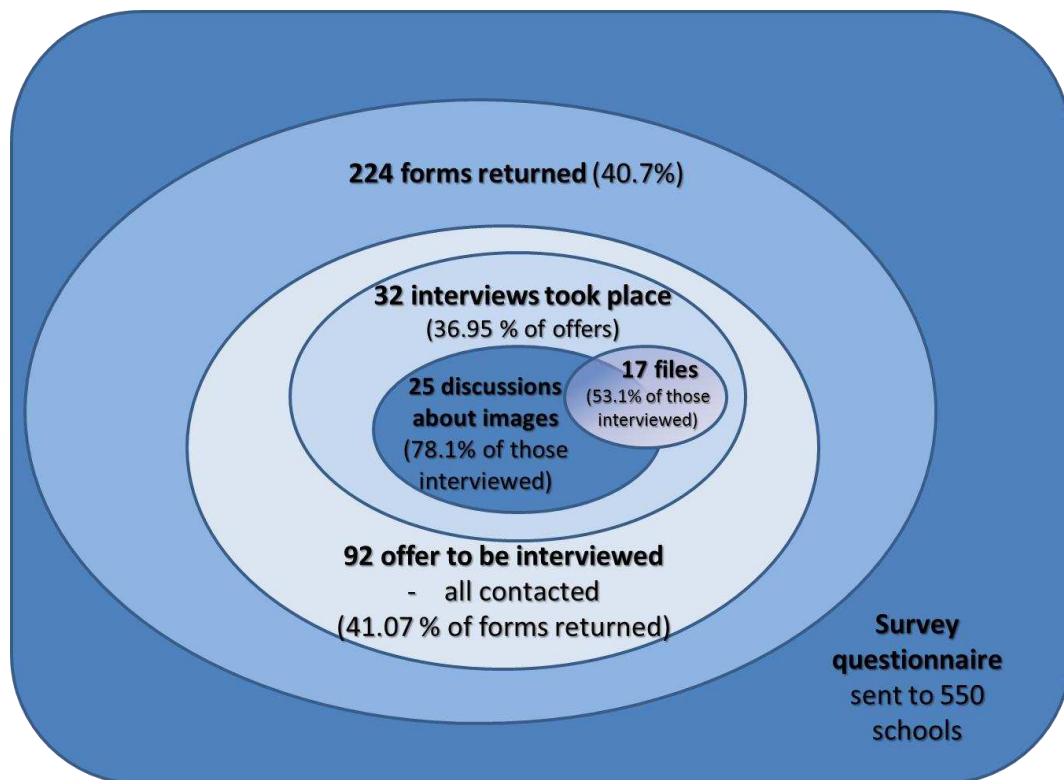 224 forms returned (40.7%)
32 interviews took place
(36.95 % of offers)
25 discussions
about images
(78.1% of those
interviewed)
17 files
(53.1% of those
interviewed)
92 offer to be interviewed
- all contacted
(41.07 % of forms returned)
Survey
questionnaire
sent to 550
schools